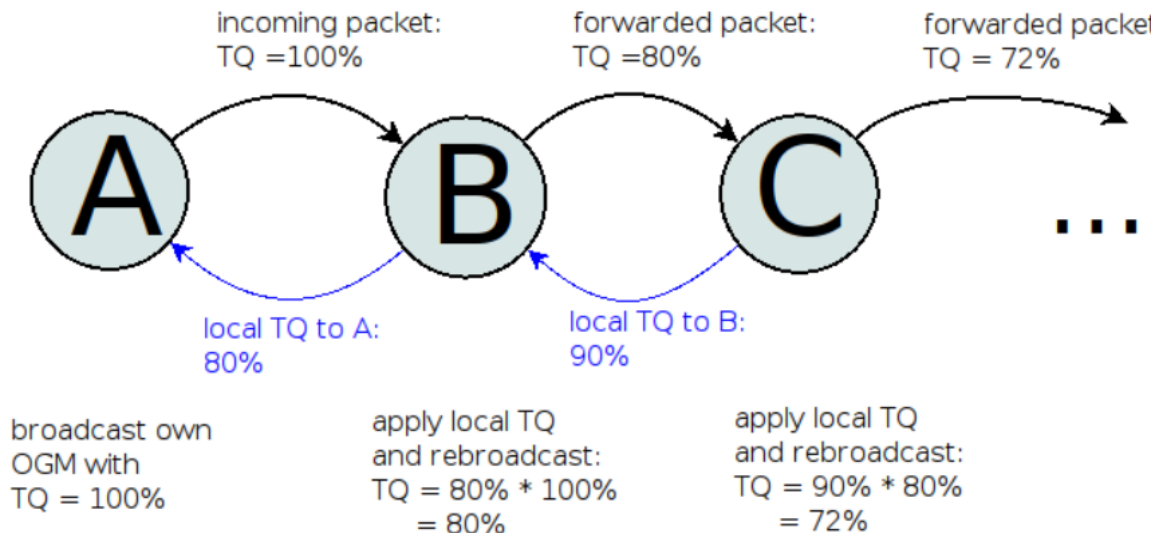 incoming packet:
TQ =100%
forwarded packet:
TQ =80%
forwarded packet
TQ = 72%
A
B
C
...
local TQ to A:
80%
local TQ to B:
90%
broadcast own
OGM with
TQ = 100%
apply local TQ
and rebroadcast:
TQ = 80% * 100%
= 80%
apply local TQ
and rebroadcast:
TQ = 90% * 80%
= 72%